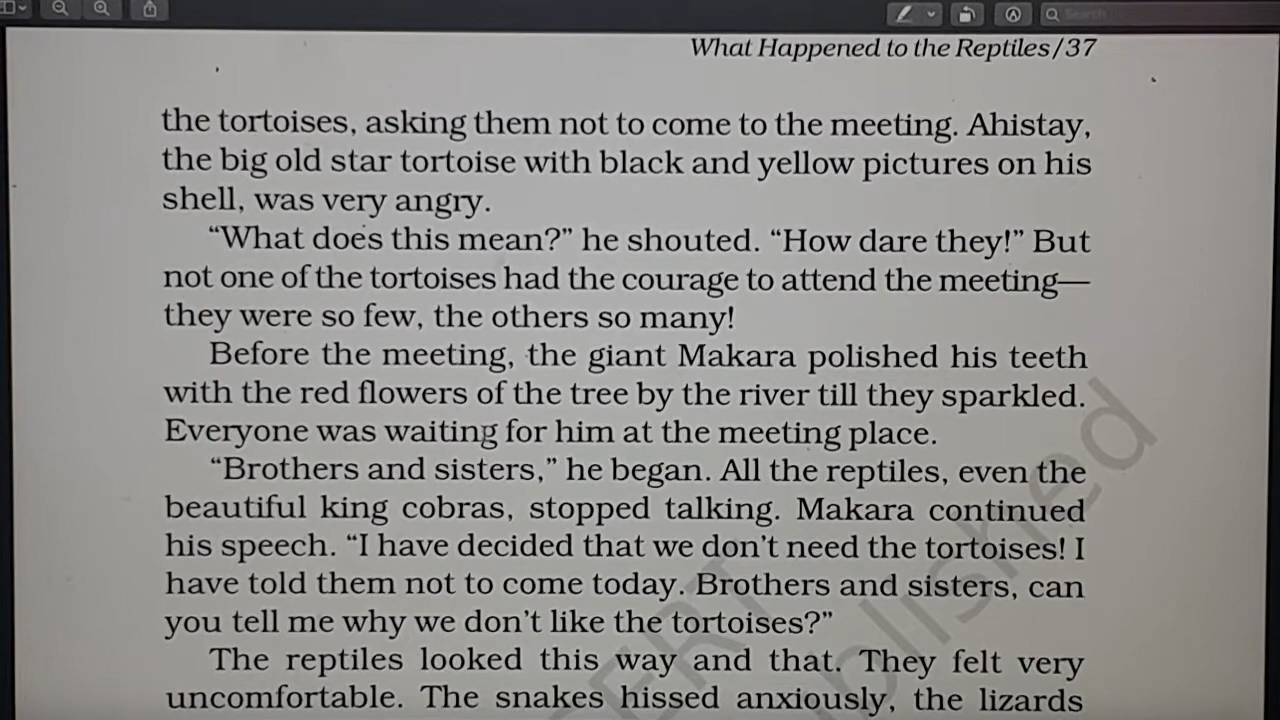 Search
What Happened to the Reptiles/37
the tortoises, asking them not to come to the meeting. Ahistay,
the big old star tortoise with black and yellow pictures on his
shell, was very angry.
“What does this mean?” he shouted. “How dare they!” But
not one of the tortoises had the courage to attend the meeting—
they were so few, the others so many!
Before the meeting, the giant Makara polished his teeth
with the red flowers of the tree by the river till they sparkled.
Everyone was waiting for him at the meeting place.
“Brothers and sisters,” he began. All the reptiles, even the
beautiful king cobras, stopped talking. Makara continued
his speech. “I have decided that we don’t need the tortoises! I
have told them not to come today. Brothers and sisters, can
you tell me why we don’t like the tortoises?”
The reptiles looked this way and that. They felt very
uncomfortable. The snakes hissed anxiously, the lizards